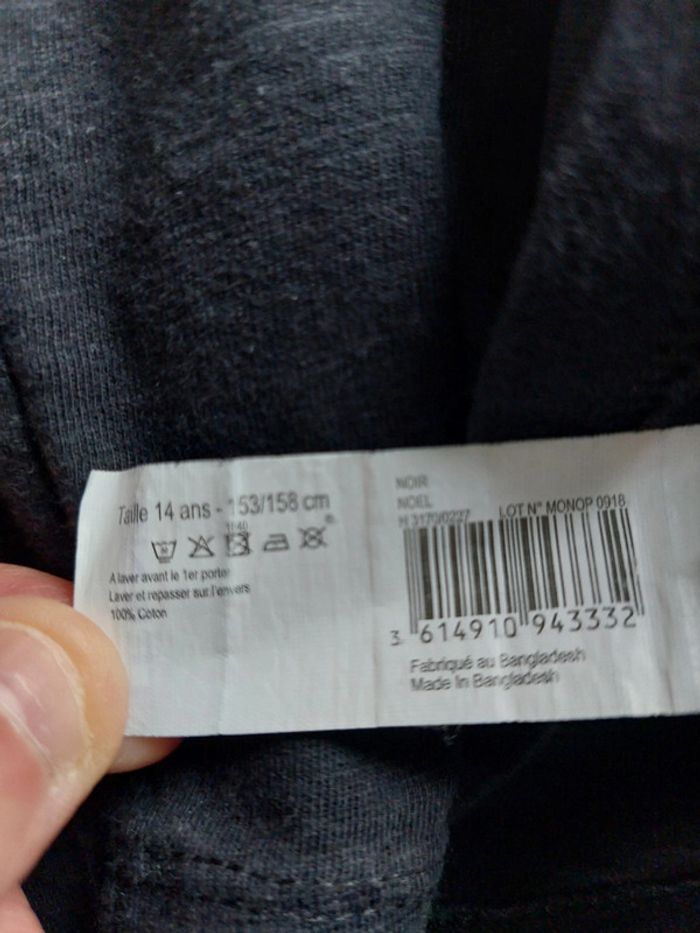 Taille 14 ans - 153/158 cm
A laver avant le 1er porter
Laver et repasser sur l'envers
100% Coton
NOIR
NOEL
LOT N° MONOP 0918
3 614910 943332
Fabriqué au Bangladesh
Made In Bangladesh